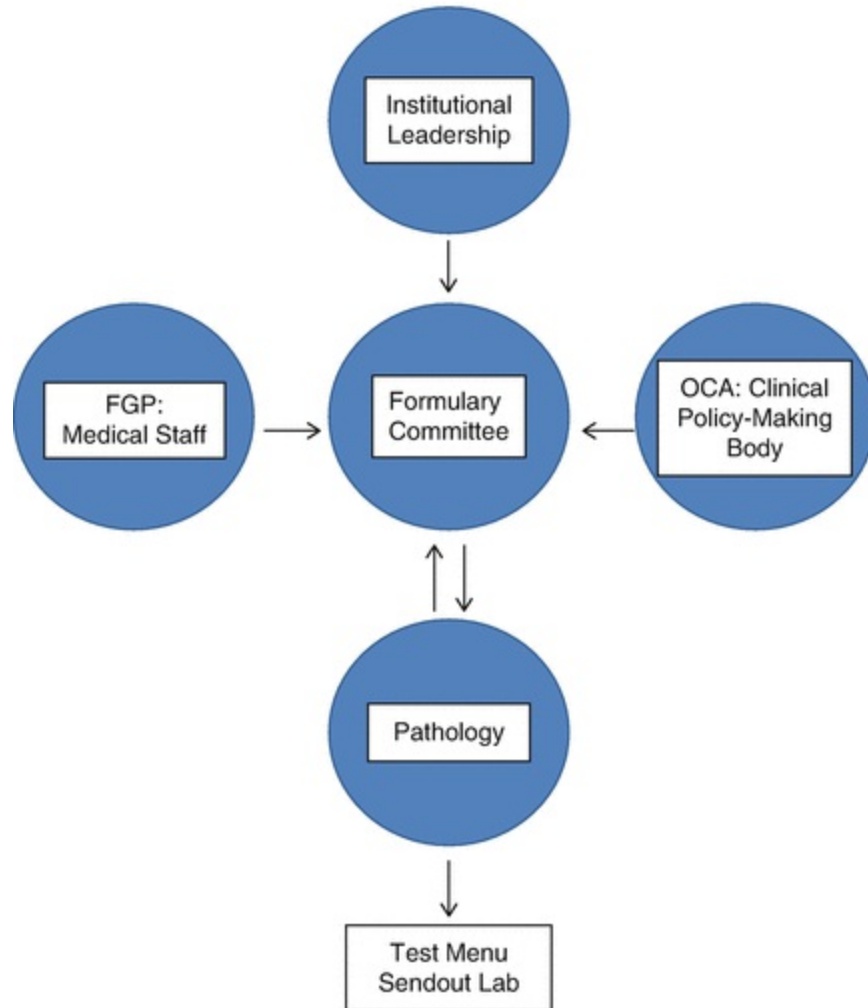 Institutional
Leadership
FGP:
Medical Staff
Formulary
Committee
OCA: Clinical
Policy-Making
Body
Pathology
Test Menu
Sendout Lab